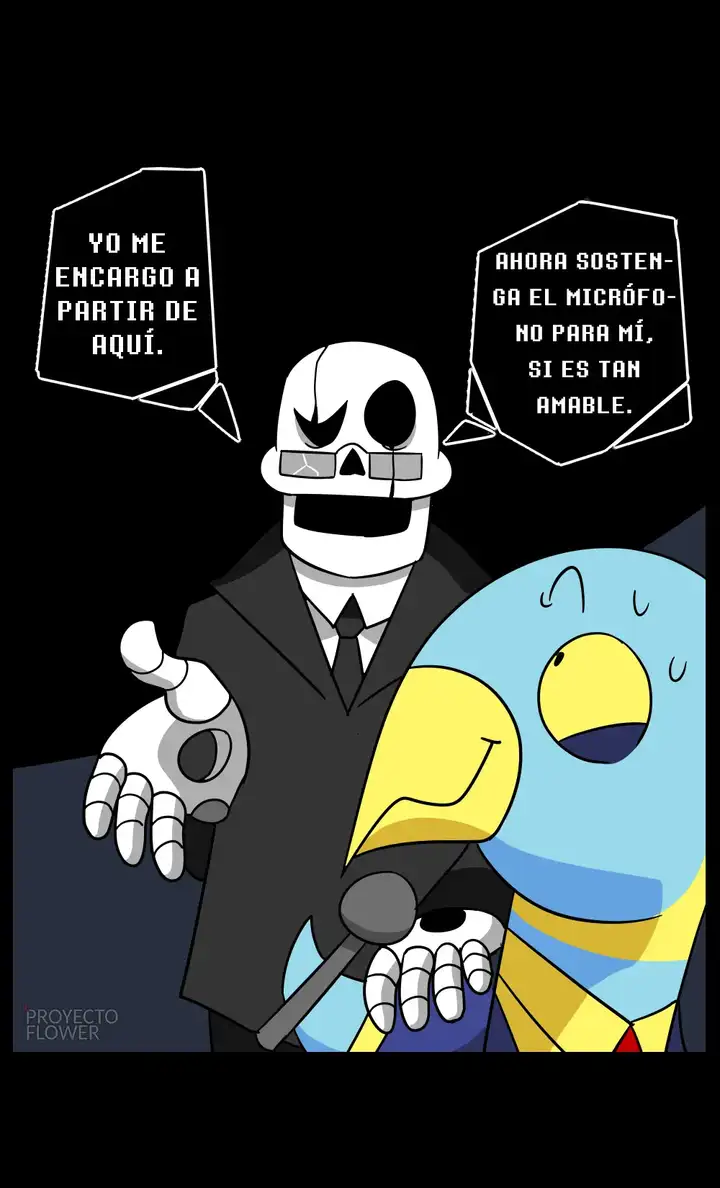 YO ME
ENCARGO A
PARTIR DE
AQUÍ.
AHORA SOSTEN-
GA EL MICRÓFO-
NO PARA MÍ,
SI ES TAN
AMABLE.
PROYECTO
FLOWER